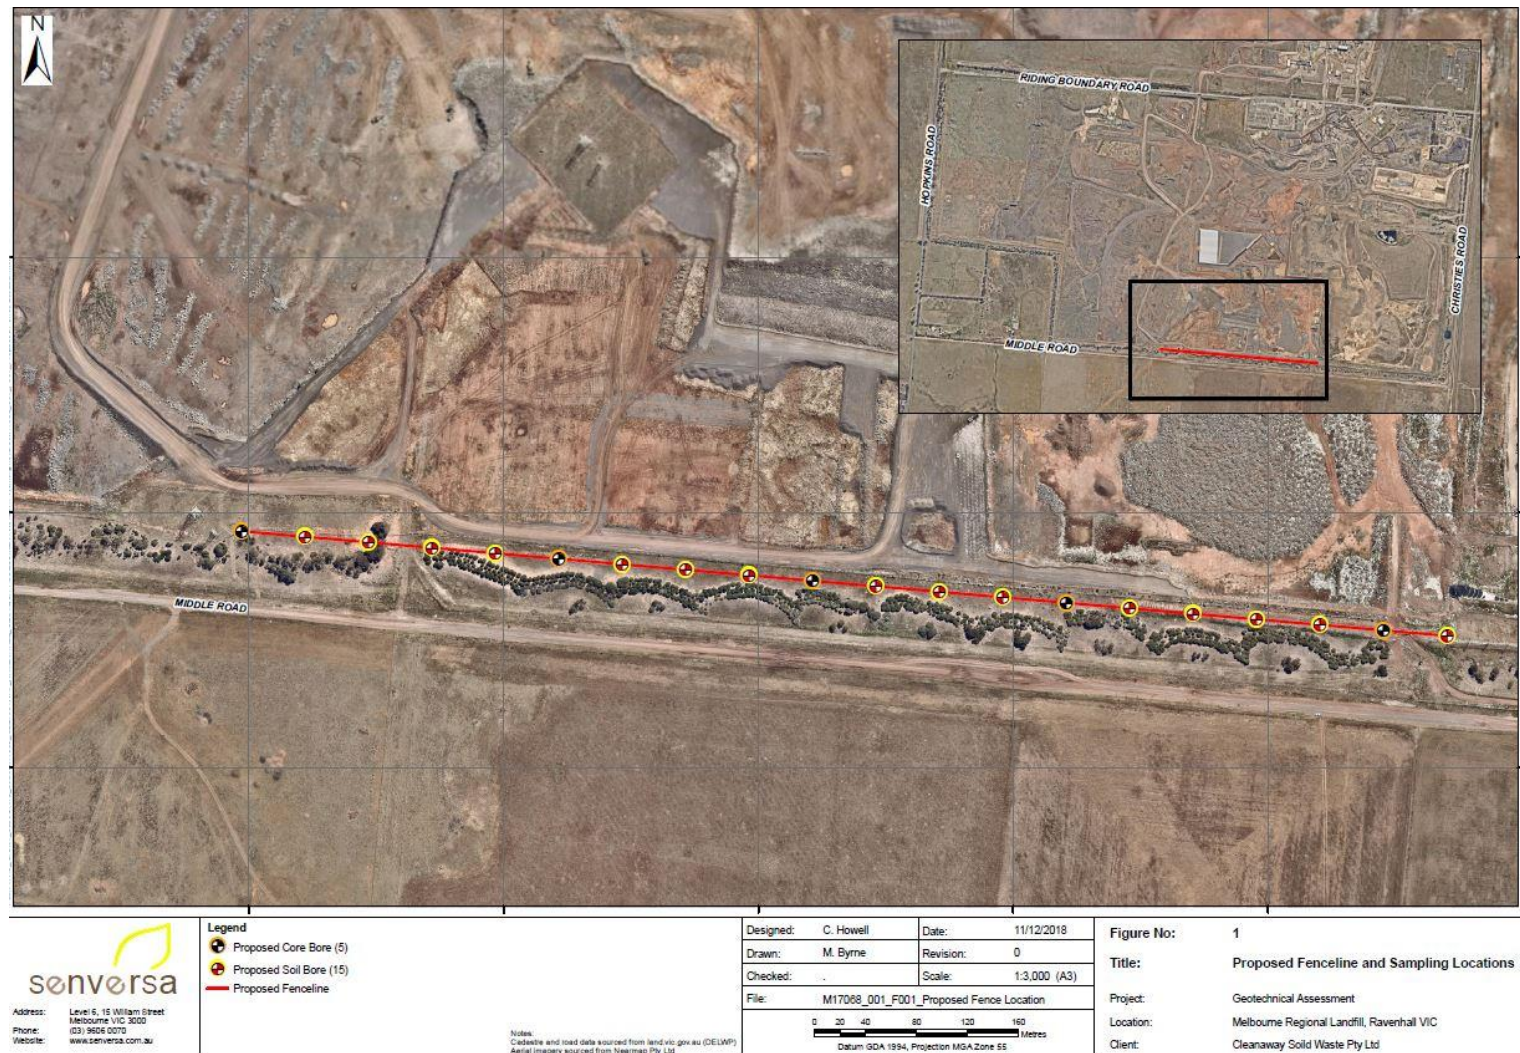 N
RIDING BOUNDARY ROAD
HOPKINS ROAD
CHRISTIES ROAD
MIDDLE ROAD
MIDDLE ROAD
senversa
Address: Level 6, 15 William Street
Melbourne VIC 3000
Phone: (03) 9606 0070
Website: www.senversa.com.au
Legend
Proposed Core Bore (5)
Proposed Soil Bore (15)
Proposed Fenceline
Notes:
Cadastre and road data sourced from land.vic.gov.au (DELWP)
Aerial imagery sourced from Nearmap Pty Ltd
Designed: C. Howell Date: 11/12/2018
Drawn: M. Byrne Revision: 0
Checked: . Scale: 1:3,000 (A3)
File: M17068_001_F001_Proposed Fence Location
0 20 40 80 120 160
Metres
Datum GDA 1994, Projection MGA Zone 55
Figure No: 1
Title: Proposed Fenceline and Sampling Locations
Project: Geotechnical Assessment
Location: Melbourne Regional Landfill, Ravenhall VIC
Client: Cleanaway Soild Waste Pty Ltd